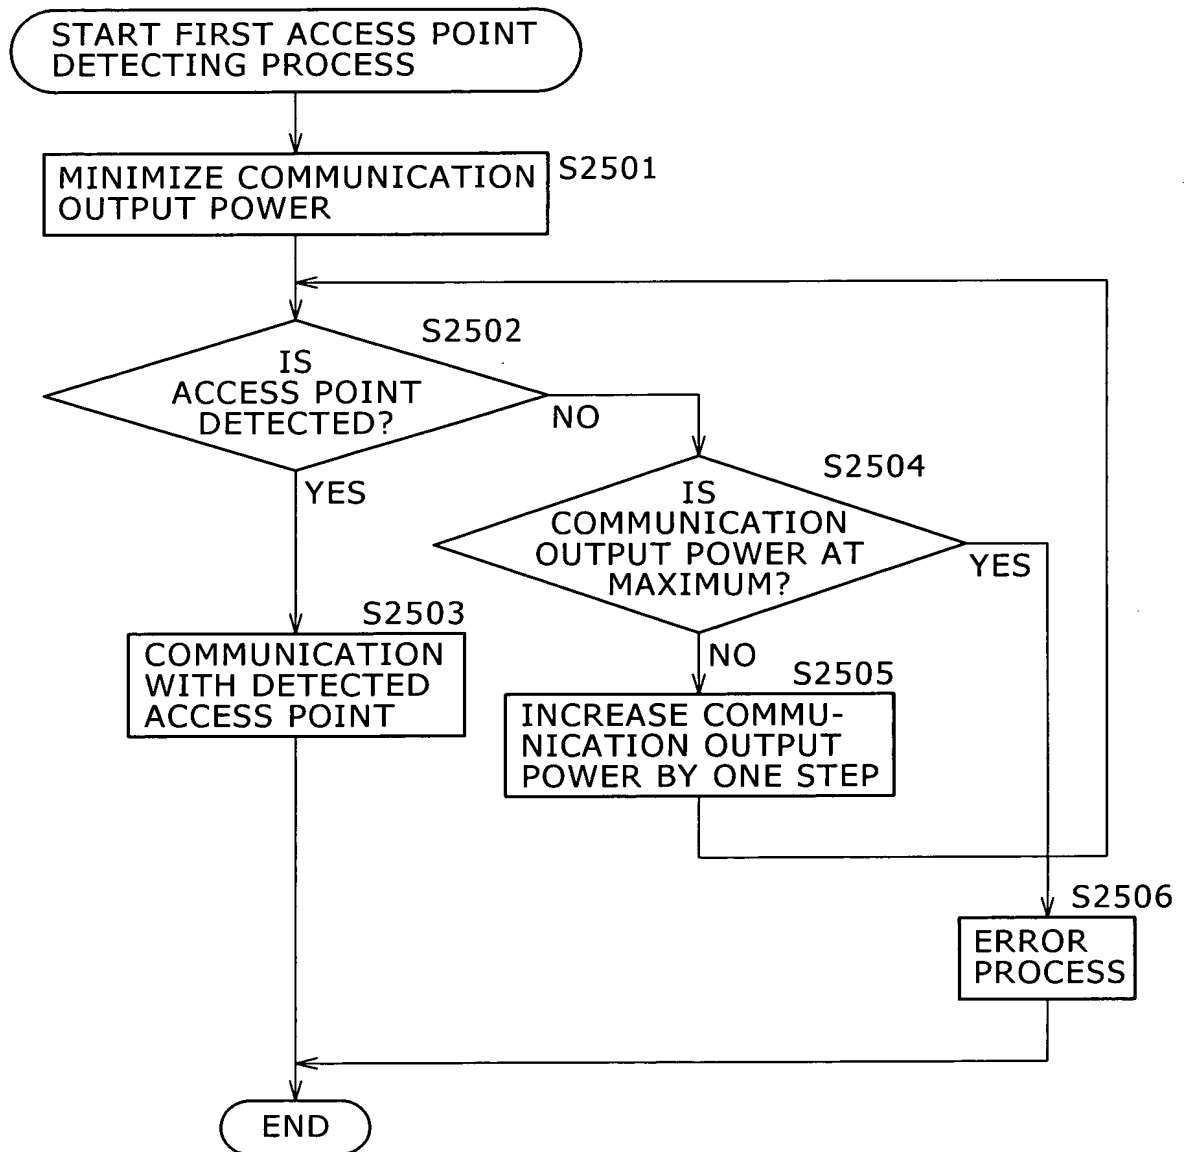 START FIRST ACCESS POINT
DETECTING PROCESS
S2501
MINIMIZE COMMUNICATION
OUTPUT POWER
S2502
IS
ACCESS POINT
DETECTED?
NO
YES
S2504
IS
COMMUNICATION
OUTPUT POWER AT
MAXIMUM?
YES
NO
S2503
COMMUNICATION
WITH DETECTED
ACCESS POINT
S2505
INCREASE COMMU-
NICATION OUTPUT
POWER BY ONE STEP
S2506
ERROR
PROCESS
END